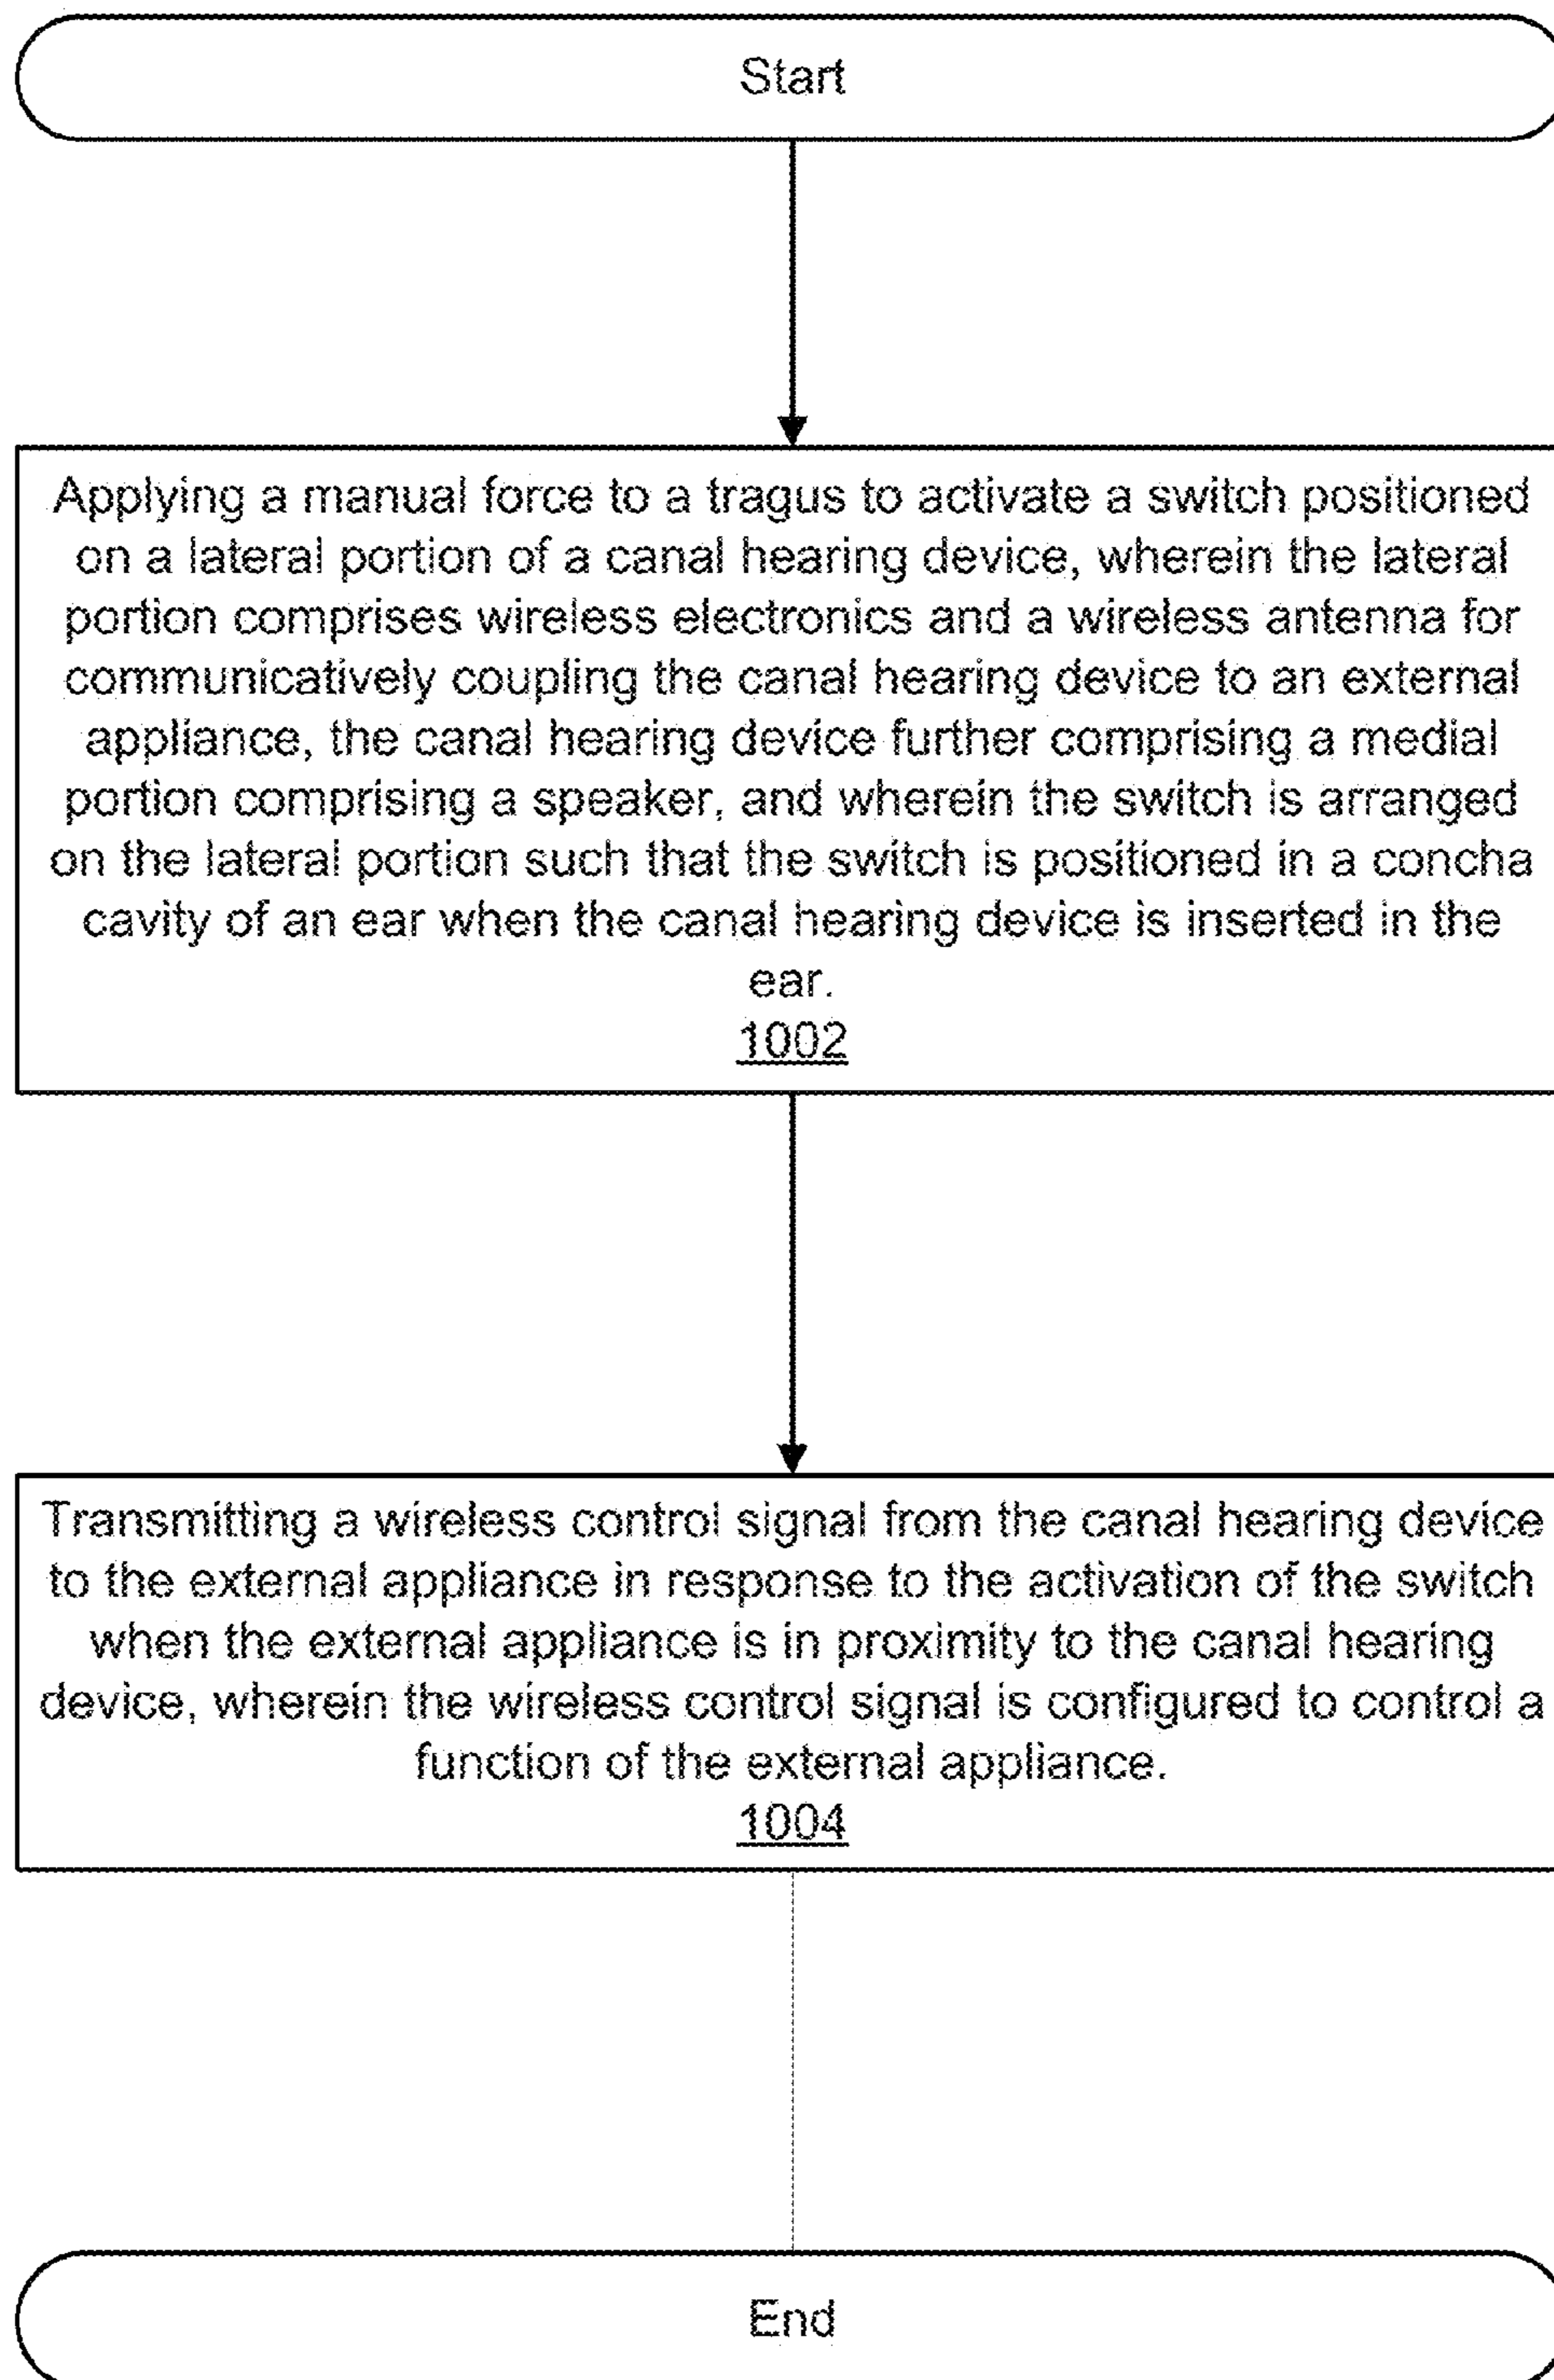 Start
Applying a manual force to a tragus to activate a switch positioned
on a lateral portion of a canal hearing device, wherein the lateral
portion comprises wireless electronics and a wireless antenna for
communicatively coupling the canal hearing device to an external
appliance, the canal hearing device further comprising a medial
portion comprising a speaker, and wherein the switch is arranged
on the lateral portion such that the switch is positioned in a concha
cavity of an ear when the canal hearing device is inserted in the
ear.
1002
Transmitting a wireless control signal from the canal hearing device
to the external appliance in response to the activation of the switch
when the external appliance is in proximity to the canal hearing
device, wherein the wireless control signal is configured to control a
function of the external appliance.
1004
End